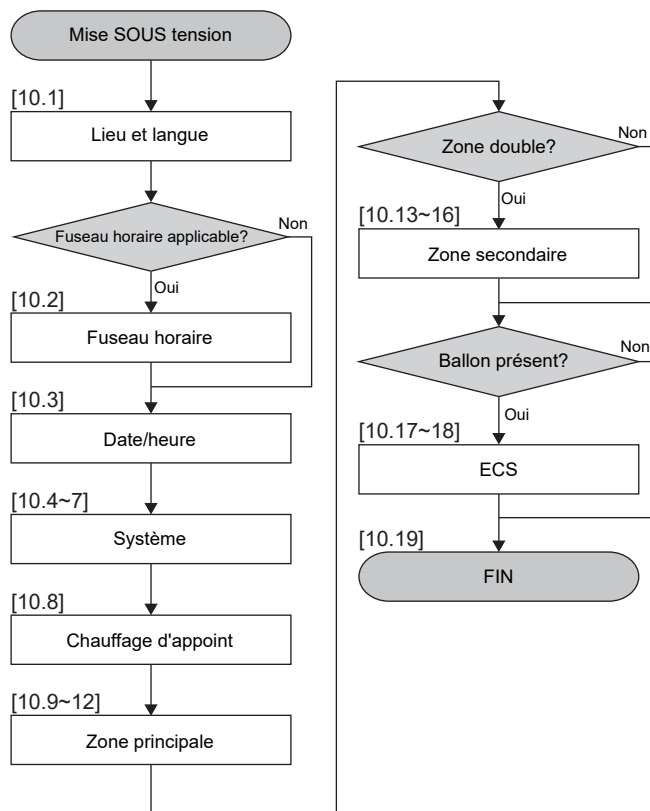 Mise SOUS tension
[10.1]
Lieu et langue
Fuseau horaire applicable?
Non
Oui
[10.2]
Fuseau horaire
[10.3]
Date/heure
[10.4~7]
Système
[10.8]
Chauffage d'appoint
[10.9~12]
Zone principale
Zone double?
Non
Oui
[10.13~16]
Zone secondaire
Ballon présent?
Non
Oui
[10.17~18]
ECS
[10.19]
FIN